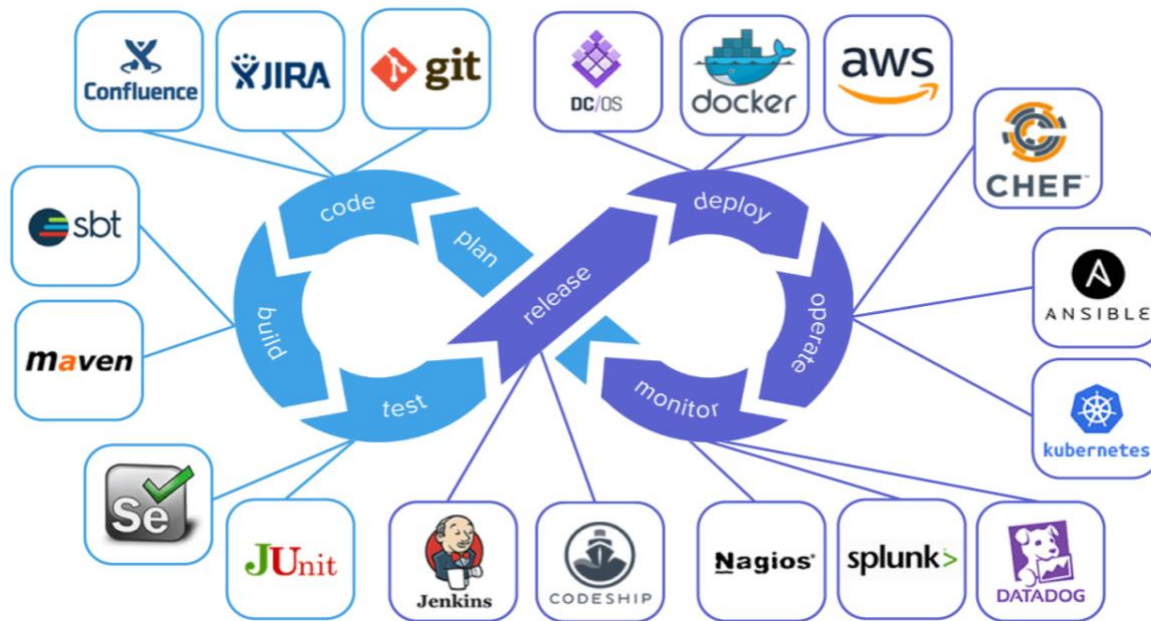 Confluence
JIRA
git
DC/OS
docker
aws
CHEF™
sbt
code
plan
deploy
ANSIBLE
build
release
operate
maven
test
monitor
kubernetes
Se
JUnit
Jenkins
CODESHIP
Nagios®
splunk>
DATADOG